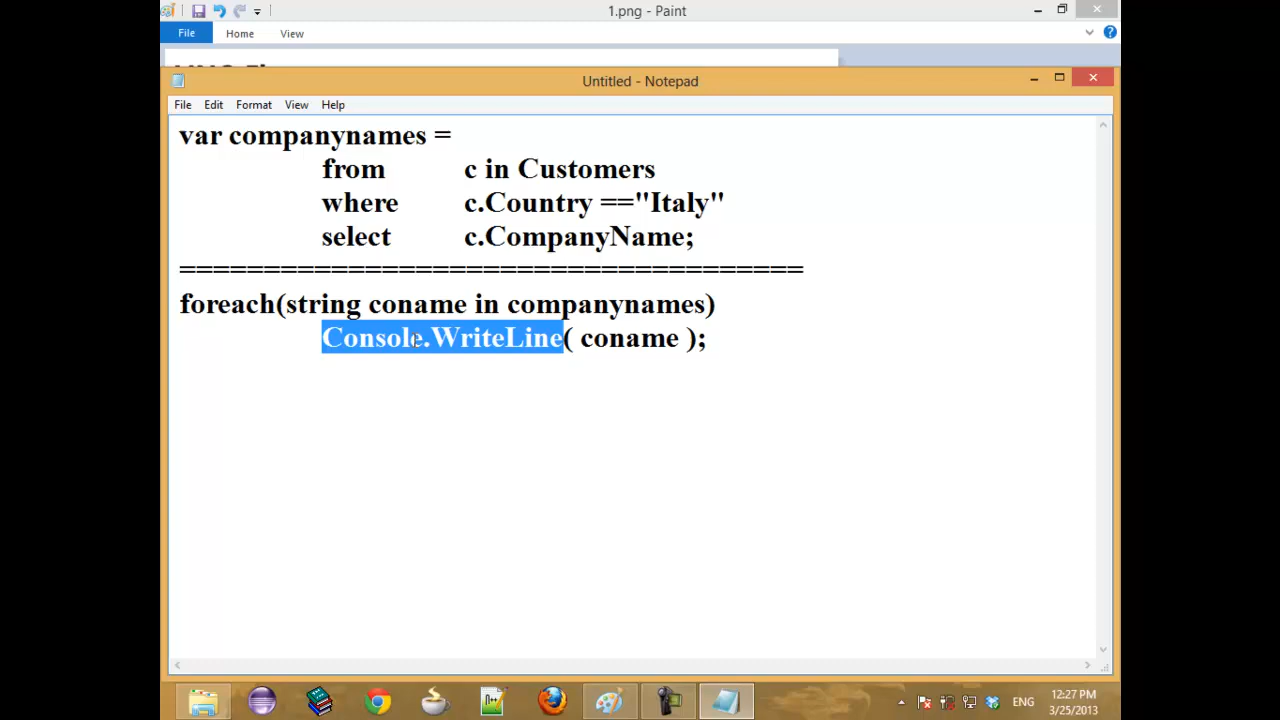 1.png - Paint
File Home View
Untitled - Notepad
File Edit Format View Help
var companynames =
from c in Customers
where c.Country =="Italy"
select c.CompanyName;
=====================================
foreach(string coname in companynames)
Console.WriteLine( coname );
ENG
12:27 PM
3/25/2013